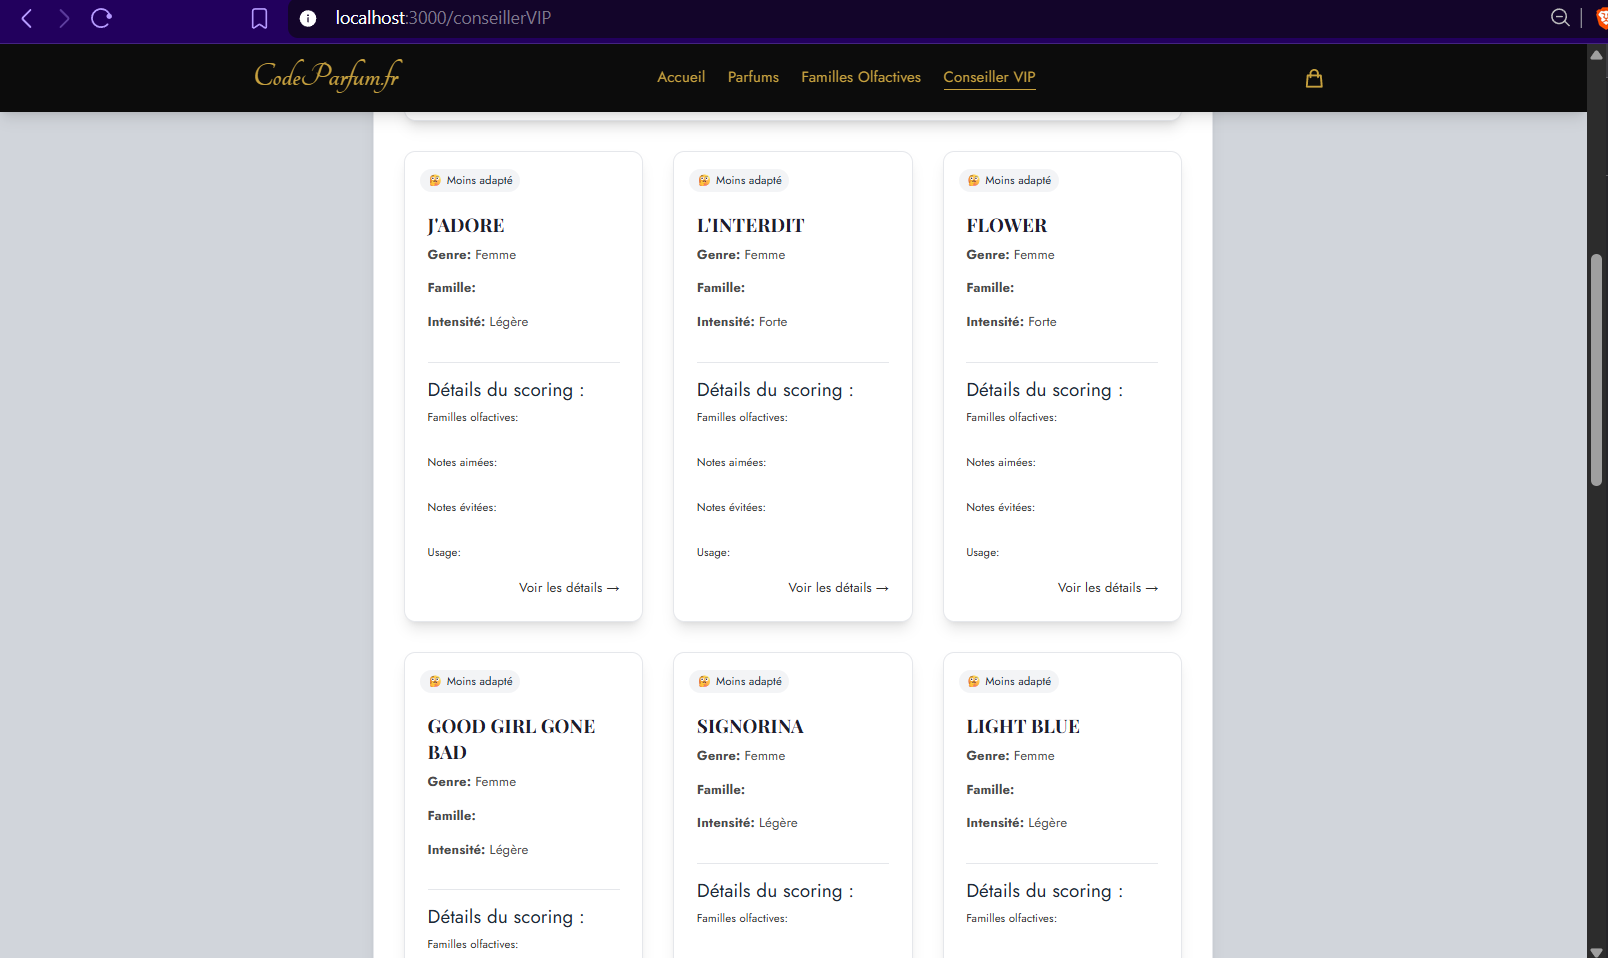 localhost:3000/conseillerVIP
CodeParfum.fr
Accueil Parfums Familles Olfactives Conseiller VIP
Moins adapté
J'ADORE
Genre: Femme
Famille:
Intensité: Légère
Détails du scoring :
Familles olfactives:
Notes aimées:
Notes évitées:
Usage:
Voir les détails →
Moins adapté
L'INTERDIT
Genre: Femme
Famille:
Intensité: Forte
Détails du scoring :
Familles olfactives:
Notes aimées:
Notes évitées:
Usage:
Voir les détails →
Moins adapté
FLOWER
Genre: Femme
Famille:
Intensité: Forte
Détails du scoring :
Familles olfactives:
Notes aimées:
Notes évitées:
Usage:
Voir les détails →
Moins adapté
GOOD GIRL GONE
BAD
Genre: Femme
Famille:
Intensité: Légère
Détails du scoring :
Familles olfactives:
Moins adapté
SIGNORINA
Genre: Femme
Famille:
Intensité: Légère
Détails du scoring :
Familles olfactives:
Moins adapté
LIGHT BLUE
Genre: Femme
Famille:
Intensité: Légère
Détails du scoring :
Familles olfactives: